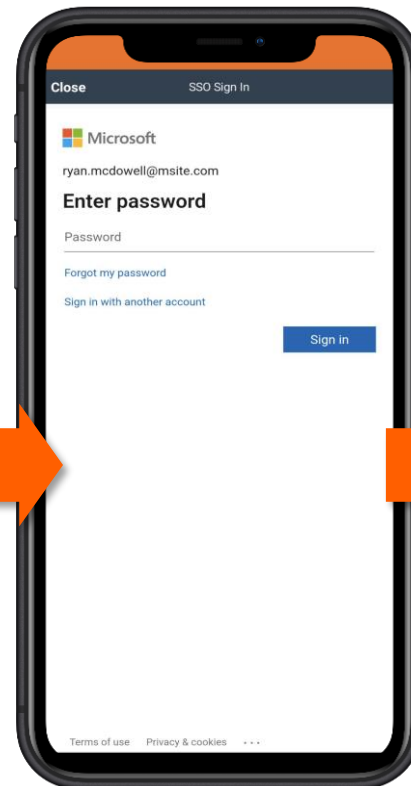 Close SSO Sign In
Microsoft
ryan.mcdowell@msite.com
Enter password
Password
Forgot my password
Sign in with another account
Sign in
Terms of use Privacy & cookies ...